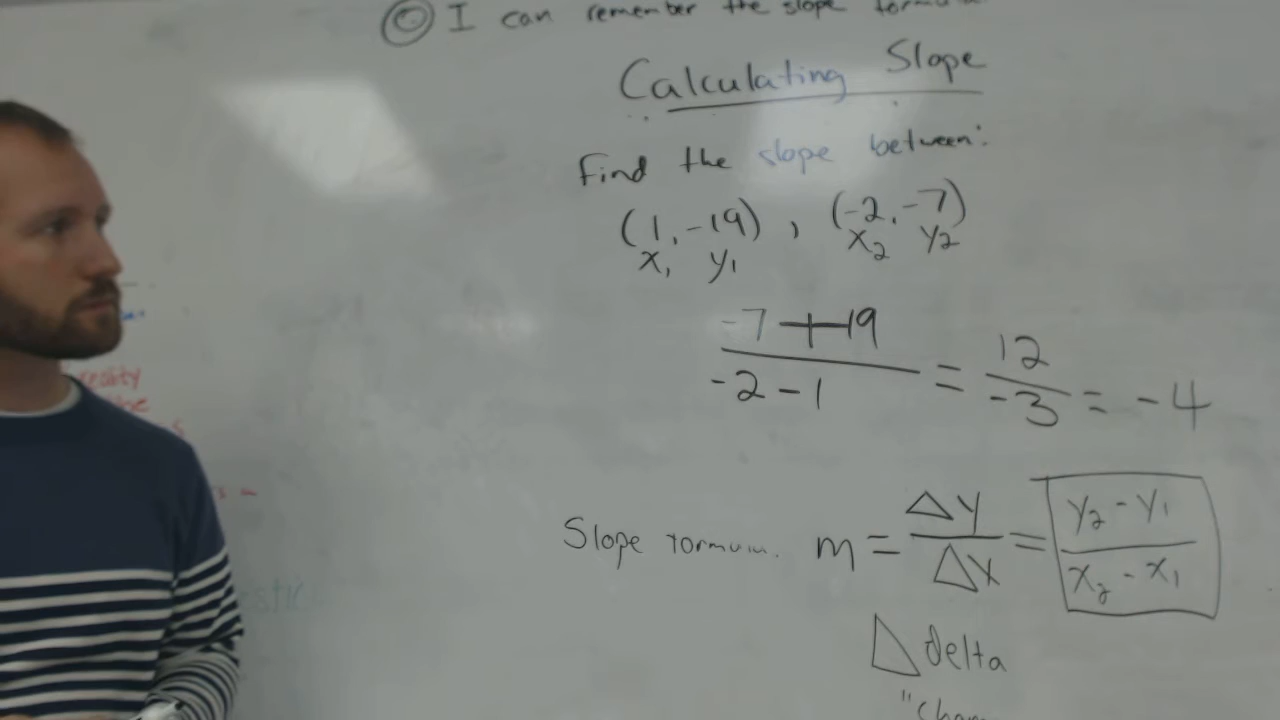 © I can remember the slope
Calculating Slope
Find the slope between:
(1,-19) , (-2,-7)
x₁ y₁ x₂ y₂
-7 + 19
-2 - 1
= 12/-3 = -4
Slope m = Δy/Δx = y₂ - y₁ / x₂ - x₁
Δ delta
reality